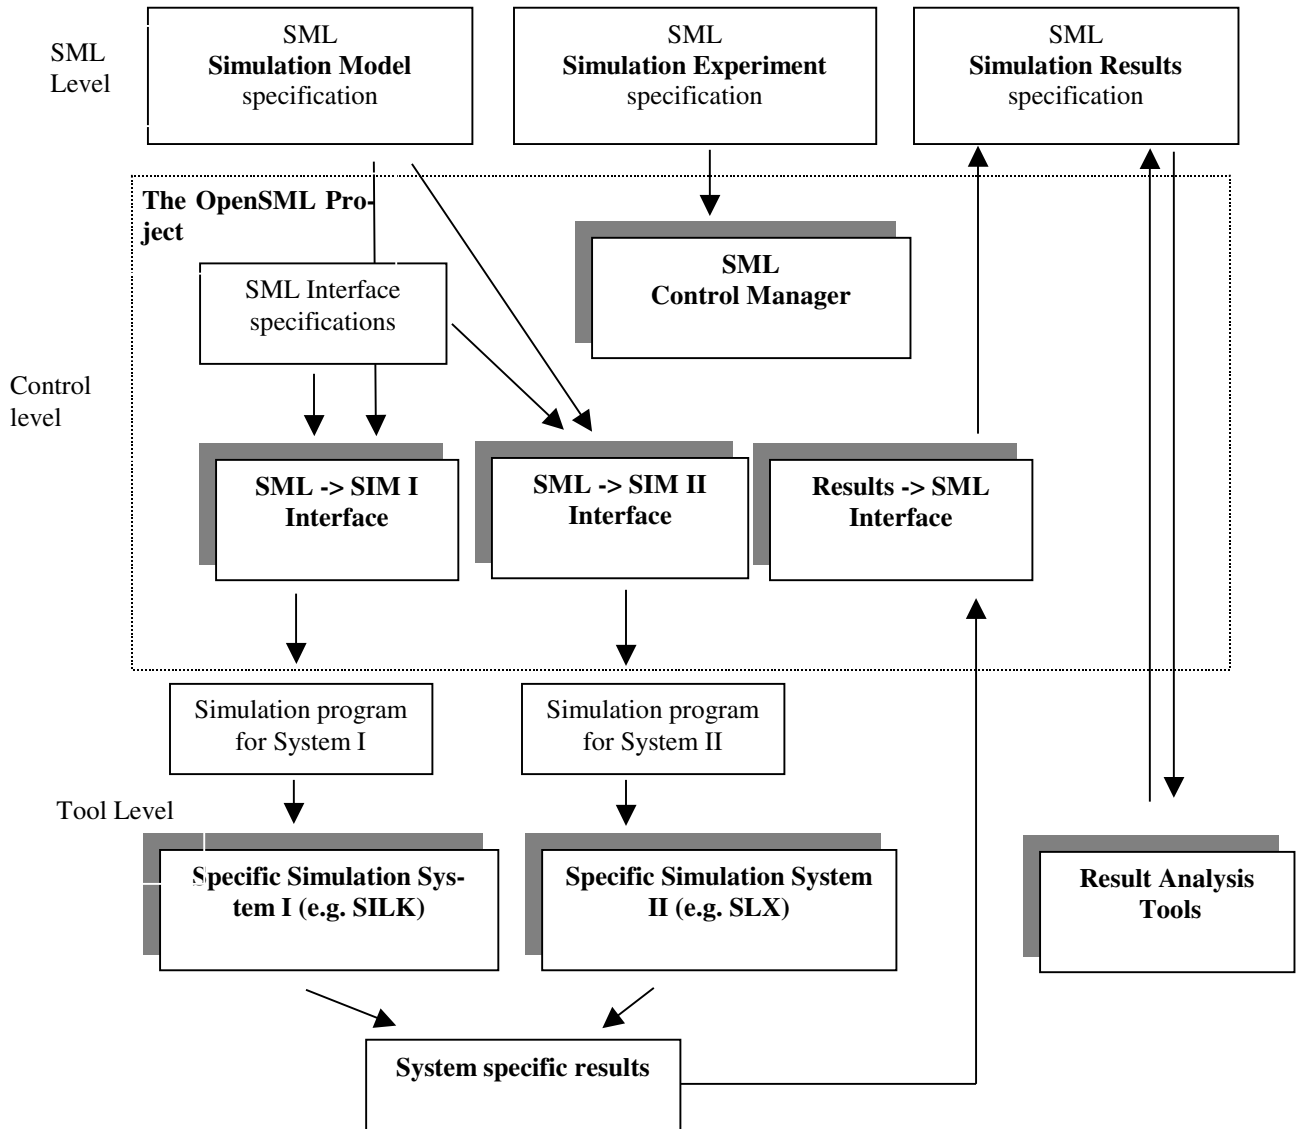 SML
Level
SML
Simulation Model
specification
SML
Simulation Experiment
specification
SML
Simulation Results
specification
The OpenSML Pro-
ject
SML
Control Manager
SML Interface
specifications
Control
level
SML -> SIM I
Interface
SML -> SIM II
Interface
Results -> SML
Interface
Simulation program
for System I
Simulation program
for System II
Tool Level
Specific Simulation Sys-
tem I (e.g. SILK)
Specific Simulation System
II (e.g. SLX)
Result Analysis
Tools
System specific results